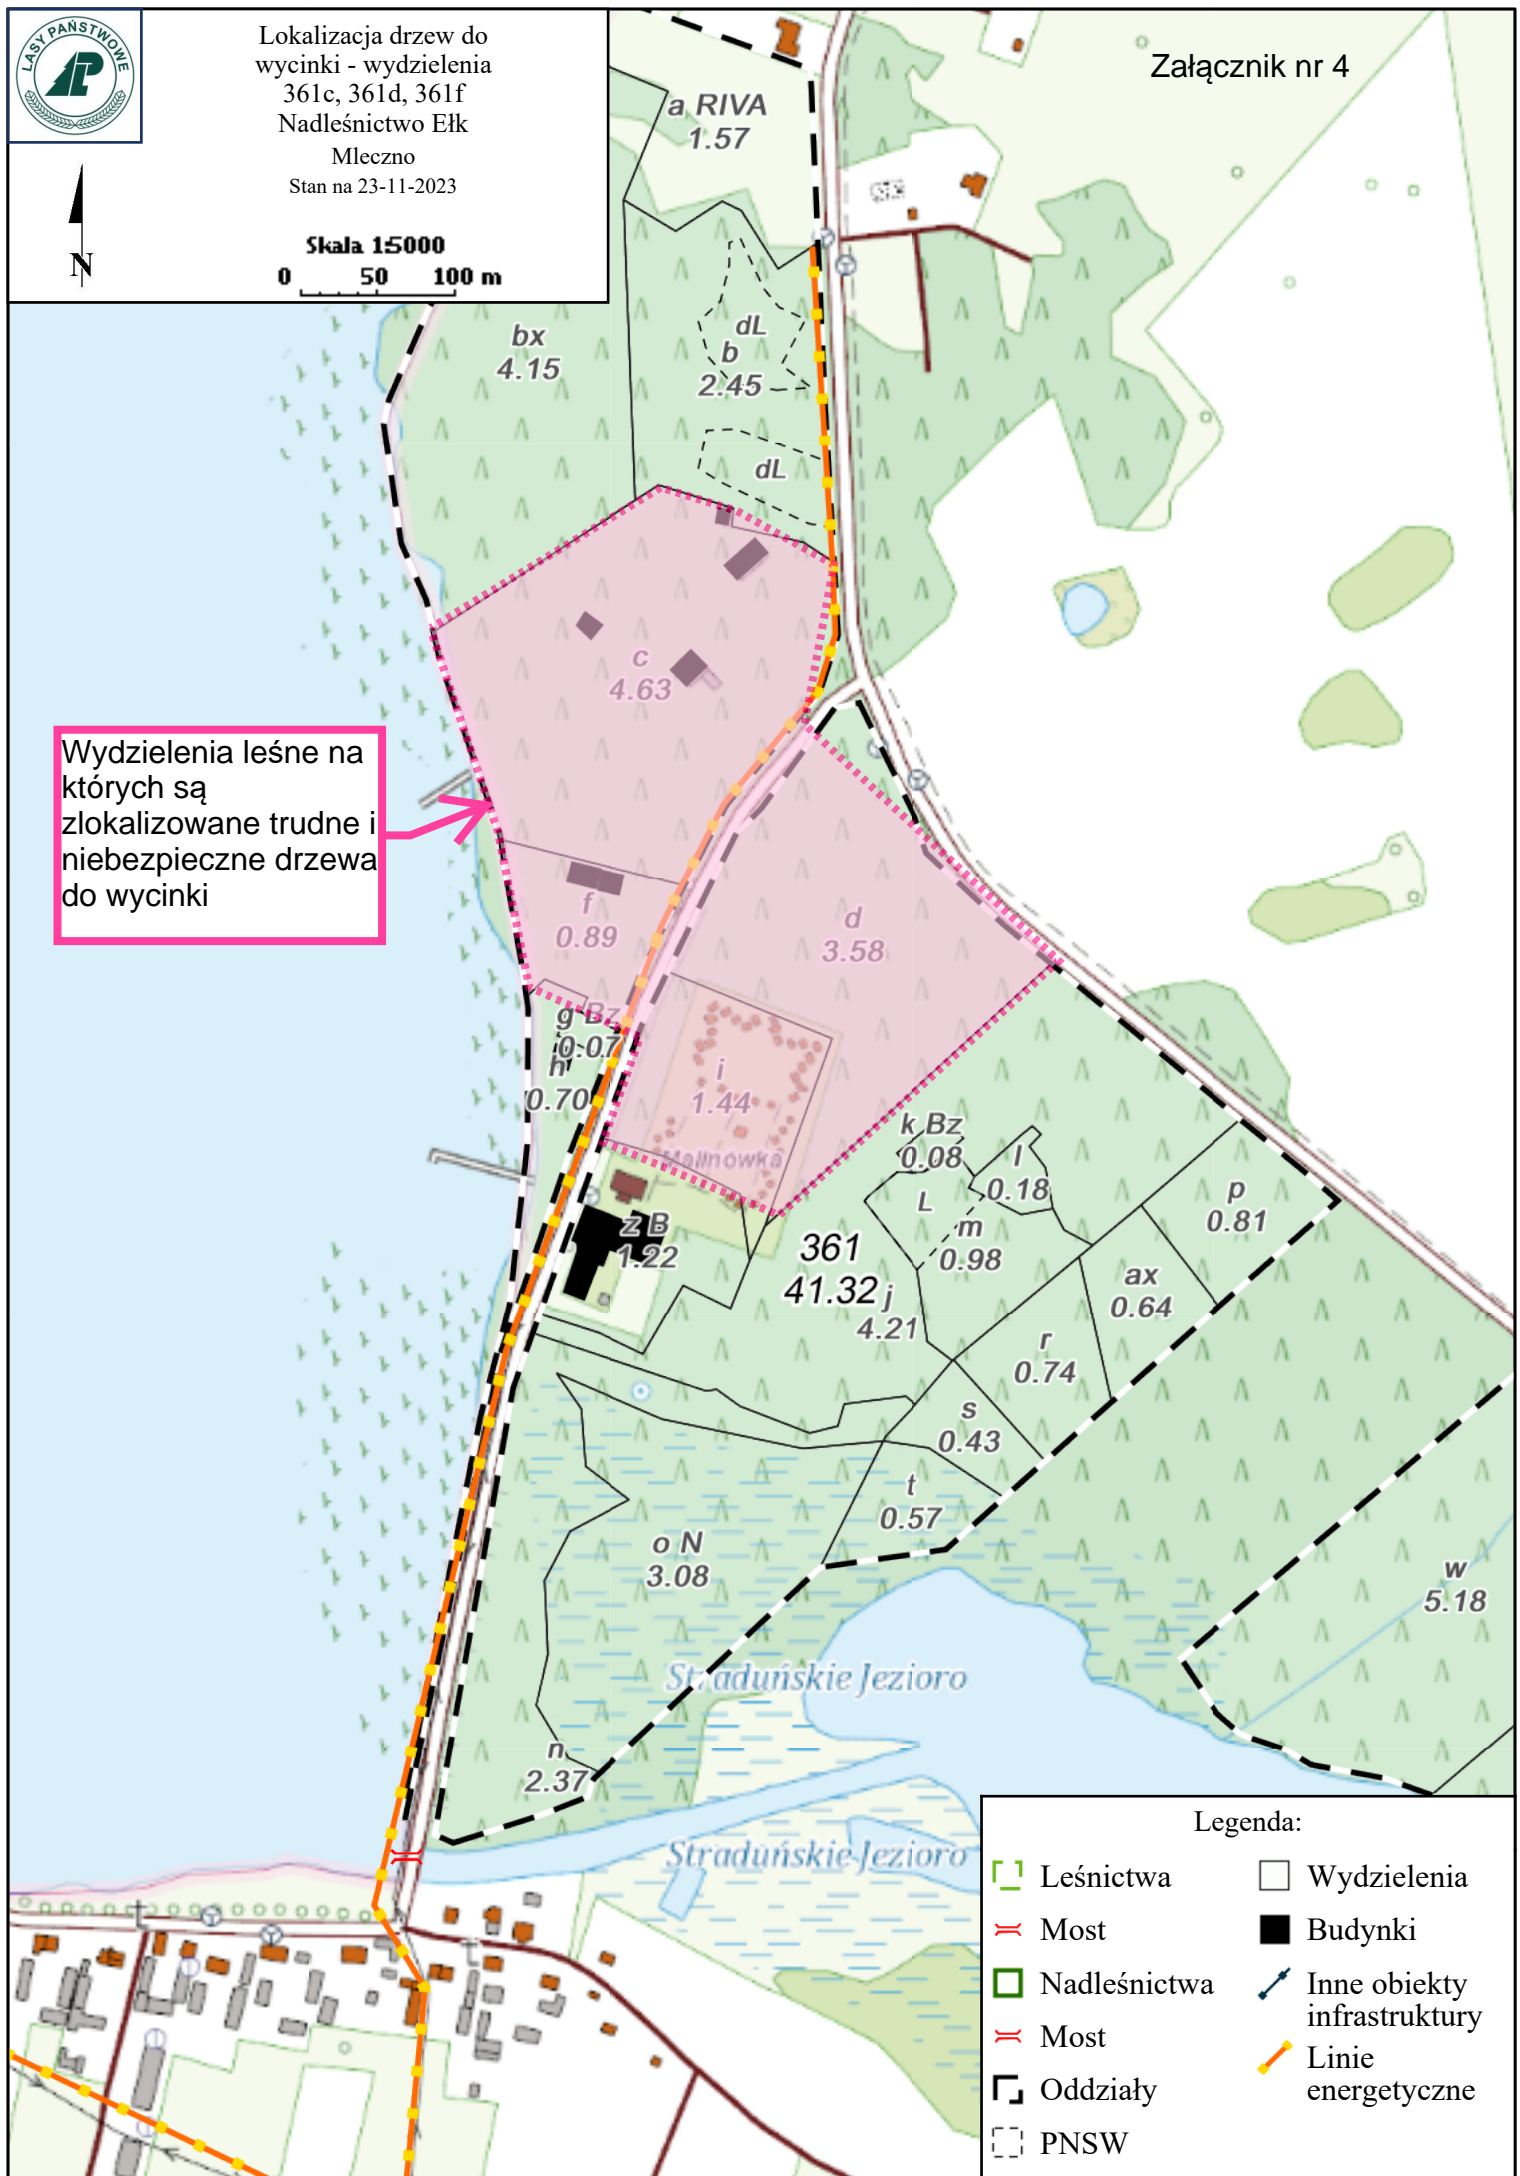 LASY PAŃSTWOWE
LP
Lokalizacja drzew do
wycinki - wydzielenia
361c, 361d, 361f
Nadleśnictwo Ełk
Mleczno
Stan na 23-11-2023
N
Skala 1:5000
0 50 100 m
Załącznik nr 4
a RIVA
1.57
bx
4.15
dL
b
2.45
dL
c
4.63
Wydzielenia leśne na
których są
zlokalizowane trudne i
niebezpieczne drzewa
do wycinki
f
0.89
d
3.58
g Bz
0.07
h
0.70
i
1.44
Malinówka
k Bz
0.08
l
0.18
L
m
0.98
p
0.81
z B
1.22
361
41.32
j
4.21
ax
0.64
r
0.74
s
0.43
t
0.57
o N
3.08
w
5.18
n
2.37
Straduńskie Jezioro
Straduńskie Jezioro
Legenda:
Leśnictwa
Most
Nadleśnictwa
Most
Oddziały
PNSW
Wydzielenia
Budynki
Inne obiekty
infrastruktury
Linie
energetyczne